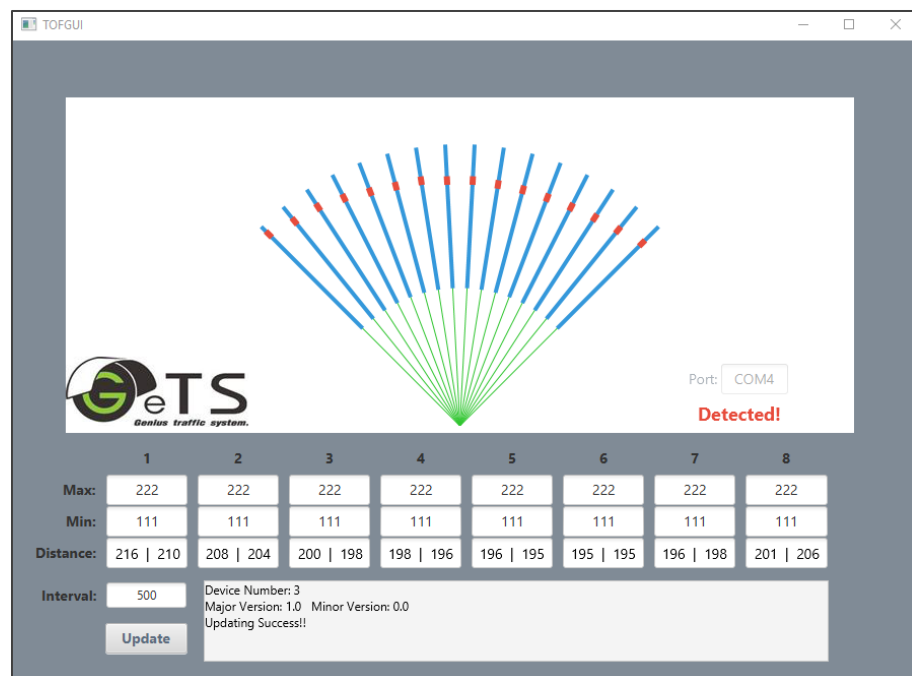 TOFGUI
GeTS
Genius traffic system.
Port: COM4
Detected!
1 2 3 4 5 6 7 8
Max: 222 222 222 222 222 222 222 222
Min: 111 111 111 111 111 111 111 111
Distance: 216 | 210 208 | 204 200 | 198 198 | 196 196 | 195 195 | 195 196 | 198 201 | 206
Interval: 500
Update
Device Number: 3
Major Version: 1.0 Minor Version: 0.0
Updating Success!!